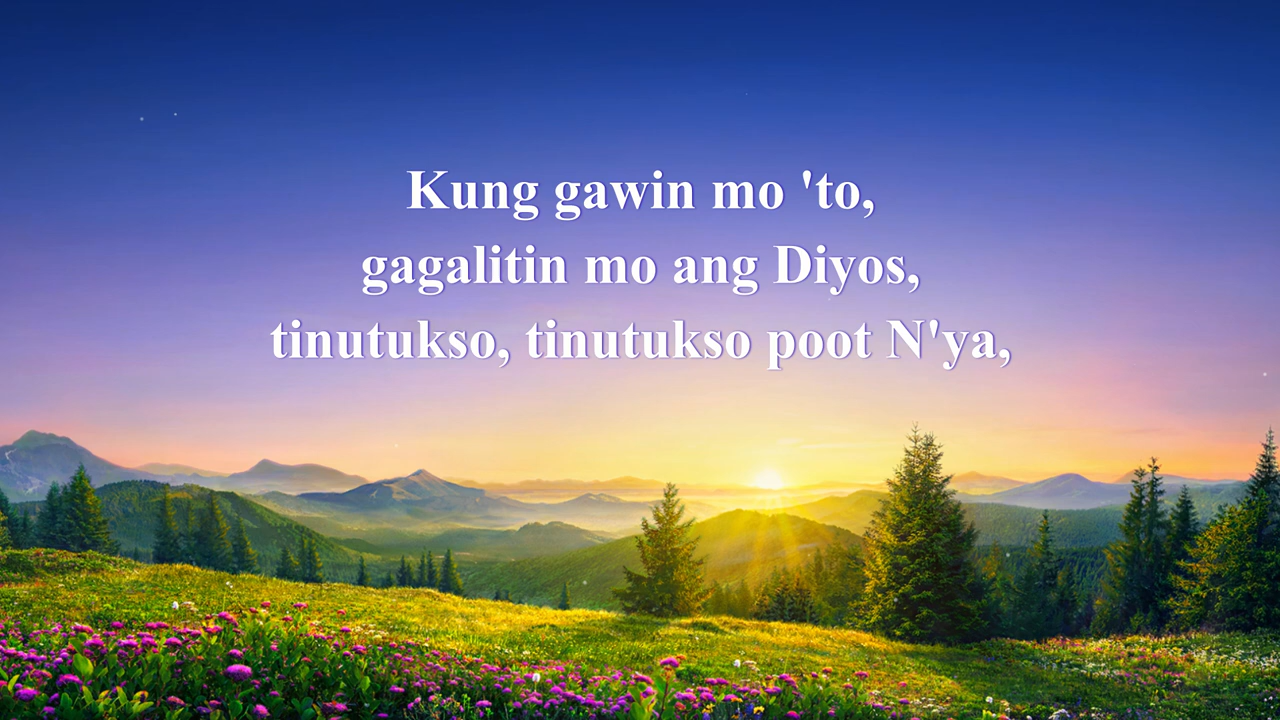 Kung gawin mo 'to,
gagalitin mo ang Diyos,
tinutukso, tinutukso poot N'ya,